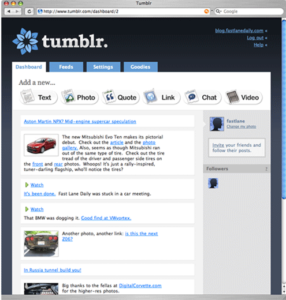 Tumblr
http://www.tumblr.com/dashboard/2
tumblr.
blog.fastlanedaily.com
Log out »
Help »
Dashboard
Feeds
Settings
Goodies
Add a new...
Text
Photo
Quote
Link
Chat
Video
Aston Martin NPX? Mid-engine supercar speculation
The new Mitsubishi Evo Ten makes its pictorial
debut. Check out the article and the photo
gallery. Also, seems as though Mitsubishi ran
out of the same type of tire. Check out the
tread of the driver and passenger side tires on
the front and rear photos. Whoops! It's just a rally-inspired,
tuner-darling flagship, who'll notice the tires?
Watch
It's been done. Fast Lane Daily was stuck in a car meeting.
Watch
That BMW was dogging it. Good find at VWvortex.
Another photo, another link: is this the next
Z06?
In Russia tunnel build you!
Big thanks to the fellas at DigitalCorvette.com
for the higher-res photos.
fastlane
Change my photo
Invite your friends and
follow their posts.
Followers